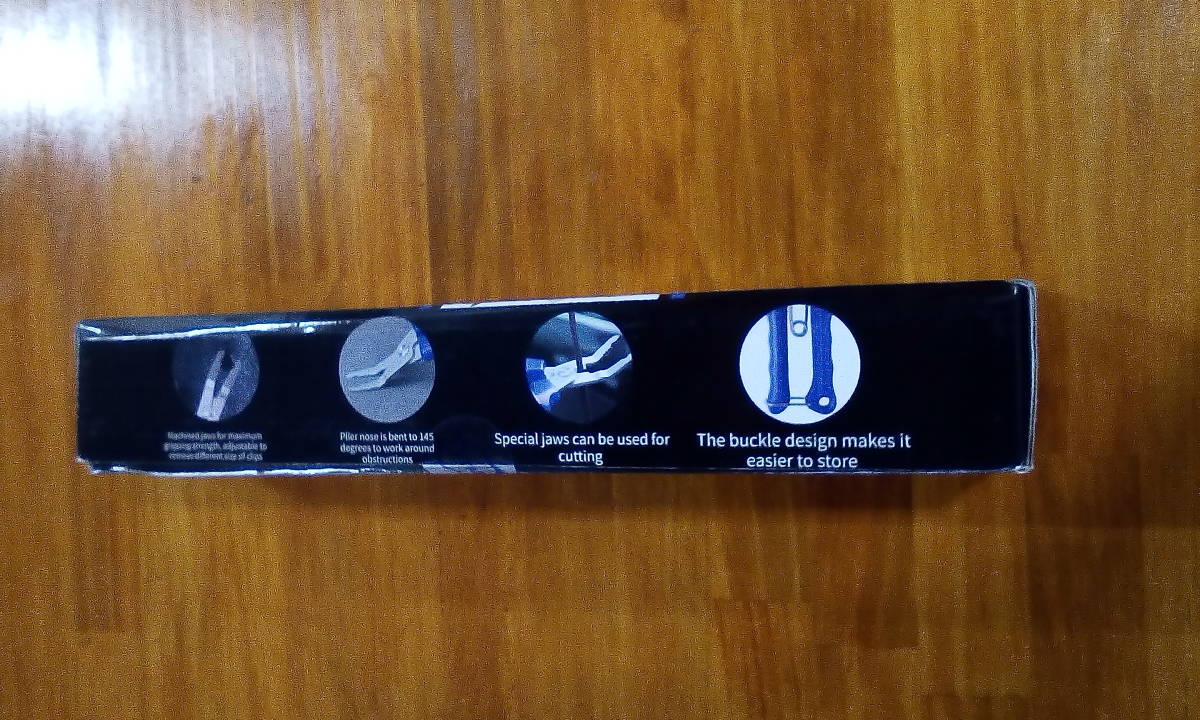 Machined jaws for maximum
gripping strength, adjustable to
remove different size of clips
Plier nose is bent to 145
degrees to work around
obstructions
Special jaws can be used for
cutting
The buckle design makes it
easier to store